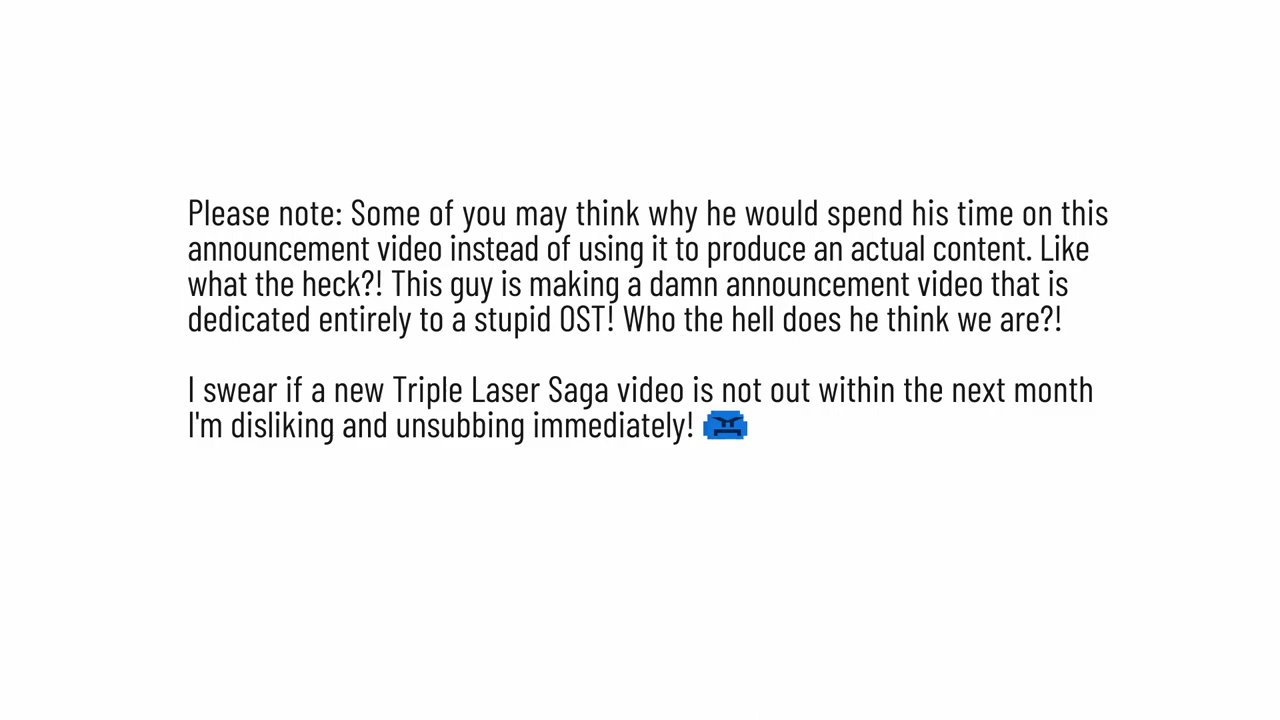 Please note: Some of you may think why he would spend his time on this
announcement video instead of using it to produce an actual content. Like
what the heck?! This guy is making a damn announcement video that is
dedicated entirely to a stupid OST! Who the hell does he think we are?!
I swear if a new Triple Laser Saga video is not out within the next month
I'm disliking and unsubbing immediately!